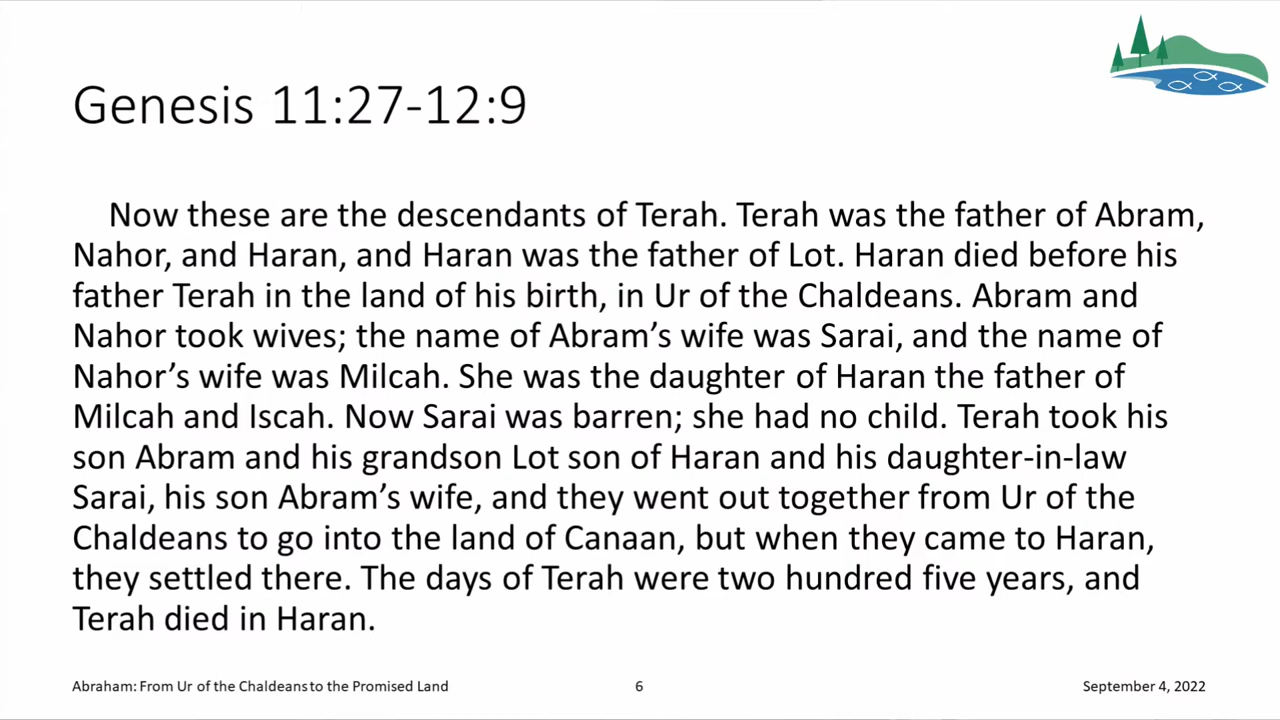 Genesis 11:27-12:9
Now these are the descendants of Terah. Terah was the father of Abram,
Nahor, and Haran, and Haran was the father of Lot. Haran died before his
father Terah in the land of his birth, in Ur of the Chaldeans. Abram and
Nahor took wives; the name of Abram’s wife was Sarai, and the name of
Nahor’s wife was Milcah. She was the daughter of Haran the father of
Milcah and Iscah. Now Sarai was barren; she had no child. Terah took his
son Abram and his grandson Lot son of Haran and his daughter-in-law
Sarai, his son Abram’s wife, and they went out together from Ur of the
Chaldeans to go into the land of Canaan, but when they came to Haran,
they settled there. The days of Terah were two hundred five years, and
Terah died in Haran.
Abraham: From Ur of the Chaldeans to the Promised Land
6
September 4, 2022